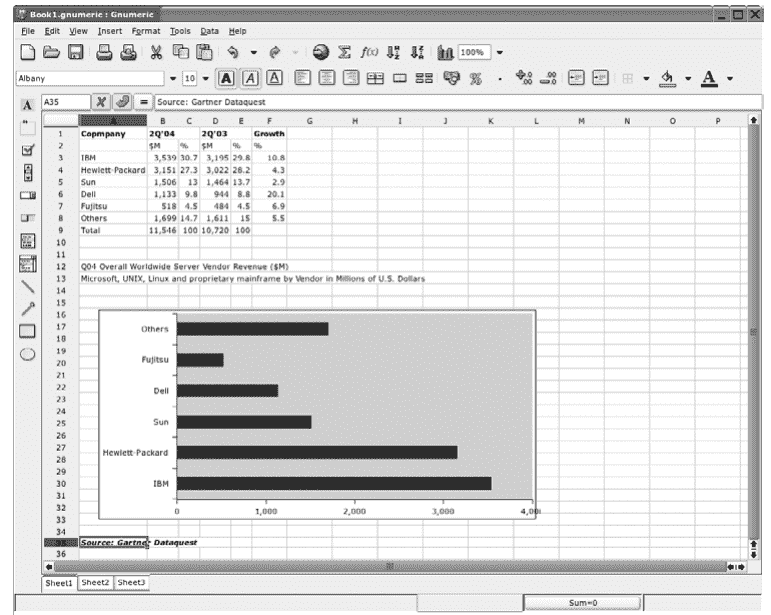 Book1.gnumeric : Gnumeric
File Edit View Insert Format Tools Data Help
100%
Albany 10 A A A
A35 = Source: Gartner Dataquest
A B C D E F G H I J K L M N O P
1 Copmpany 2Q'04 2Q'03 Growth
2 $M % $M % %
3 IBM 3,539 30.7 3,195 29.8 10.8
4 Hewlett-Packard 3,151 27.3 3,022 28.2 4.3
5 Sun 1,506 13 1,464 13.7 2.9
6 Dell 1,133 9.8 944 8.8 20.1
7 Fujitsu 518 4.5 484 4.5 6.9
8 Others 1,699 14.7 1,611 15 5.5
9 Total 11,546 100 10,720 100
10
11
12 Q04 Overall Worldwide Server Vendor Revenue ($M)
13 Microsoft, UNIX, Linux and proprietary mainframe by Vendor in Millions of U.S. Dollars
14
15
16
17 Others
18
19
20 Fujitsu
21
22 Dell
23
24
25 Sun
26
27 Hewlett-Packard
28
29
30 IBM
31
32 0 1,000 2,000 3,000 4,00
33
34
35 Source: Gartner Dataquest
36
Sheet1 Sheet2 Sheet3
Sum=0